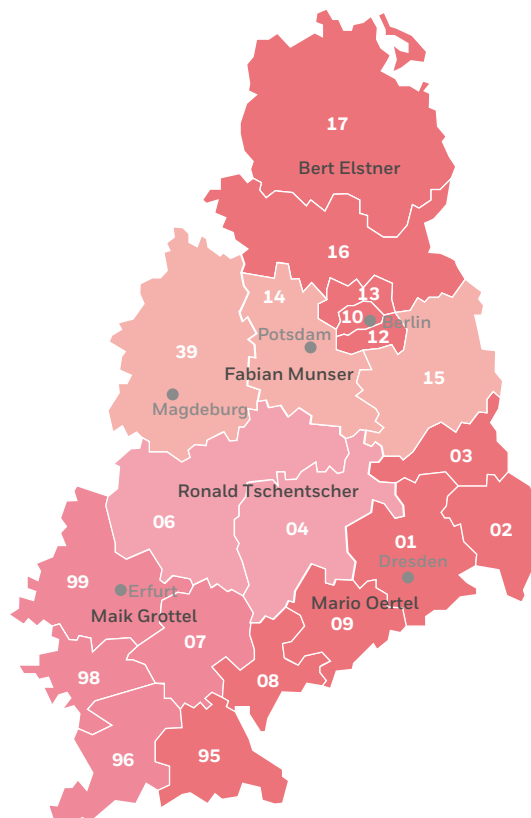 17
Bert Elstner
16
13
14
10
Berlin
Potsdam
12
39
Fabian Munser
15
Magdeburg
03
Ronald Tschentscher
06
04
02
01
Dresden
99
Erfurt
Mario Oertel
Maik Grottel
09
07
98
08
95
96